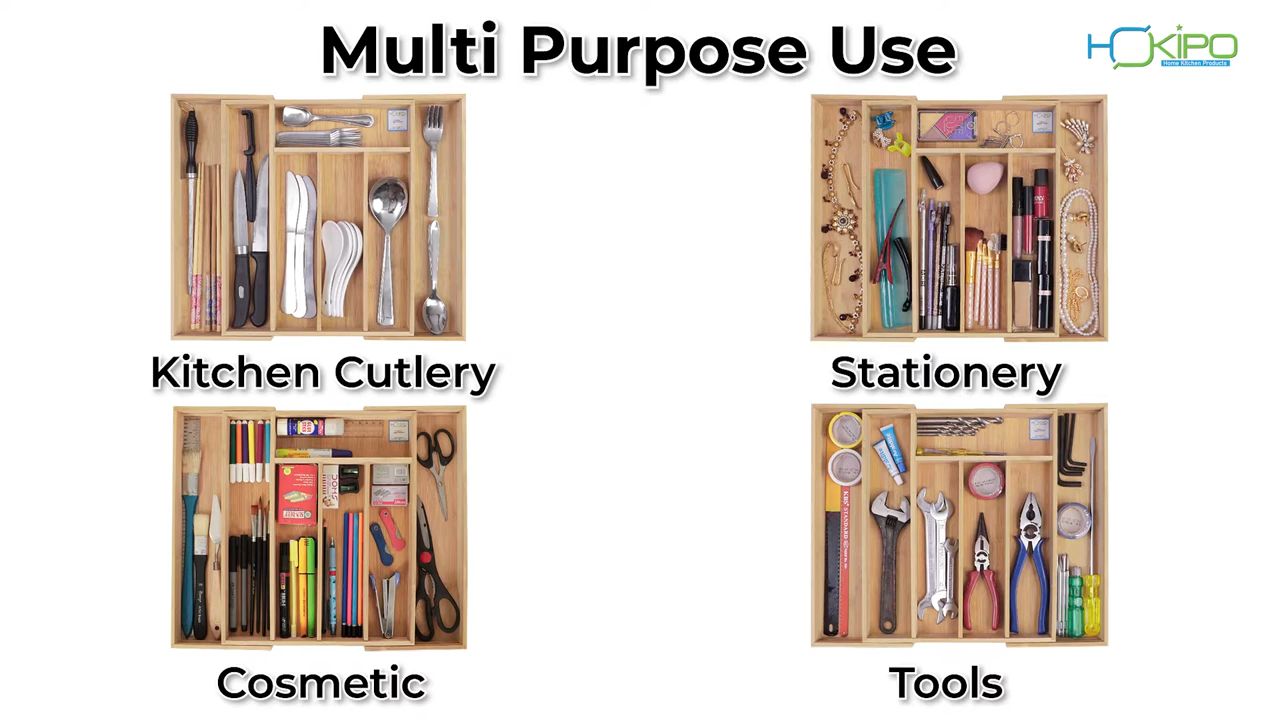 Multi Purpose Use
HOKIPO
Home Kitchen Products
Kitchen Cutlery
Stationery
Cosmetic
Tools